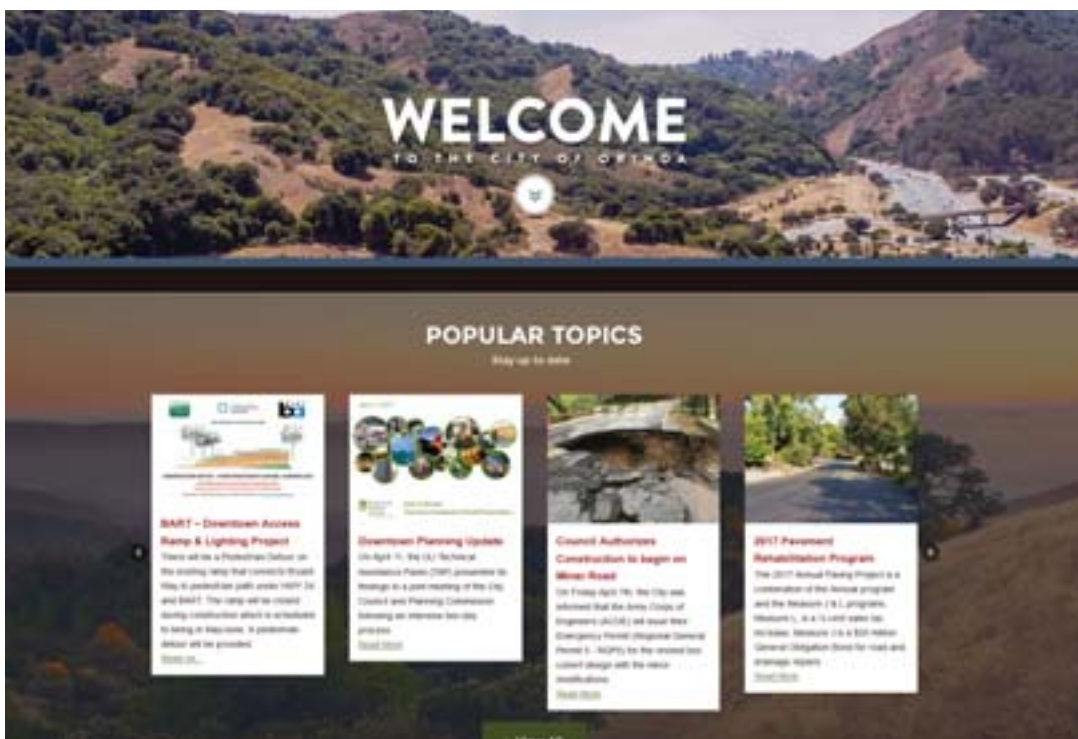 WELCOME
TO THE CITY OF ORINDA
POPULAR TOPICS
Stay up to date
BART – Downtown Access
Ramp & Lighting Project
There will be a Pedestrian Detour on
the existing ramp that connects
to pedestrian path under HWY 24
and BART. The ramp will be closed
during construction which is scheduled
to being in May/June. A pedestrian
detour will be provided.
Downtown Planning Update
On April 11, the ULI Technical
Assistance Panel (TAP) presented its
findings to a joint meeting of the City
Council and Planning Commission
following an intensive two-day
process.
Read More
Council Authorizes
Construction to begin on
Miner Road
On Friday April 7th, the City was
informed that the Army Corps of
Engineers (ACOE) will issue their
Emergency Permit (Regional General
Permit 5 - RGP5) for the revised box
culvert design with the minor
modifications.
Read More
2017 Pavement
Rehabilitation Program
The 2017 Annual Paving Project is a
combination of the Annual program
and the Measure J & L programs.
Measure L, is a ½ cent sales tax
increase. Measure J is a $20 Million
General Obligation Bond for road and
drainage repairs.
Read More